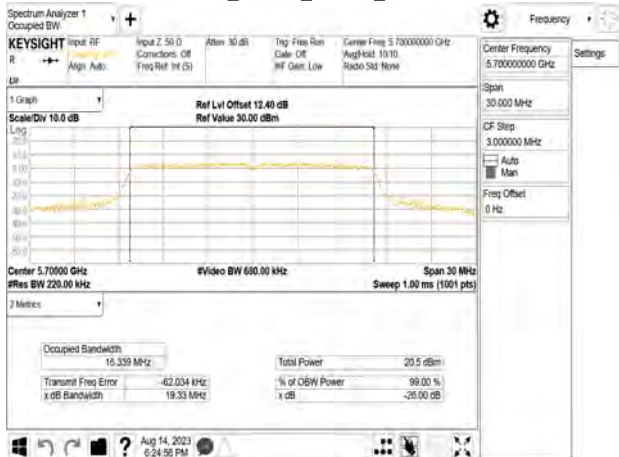 Spectrum Analyzer 1
Occupied BW
+
Frequency
KEYSIGHT
R
Input: RF
Align: Auto
Input Z: 50 Ω
Corrections: Off
Freq Ref: Int (S)
Atten: 30 dB
Trig: Free Run
Gate: Off
#IF Gain: Low
Center Freq: 5.700000000 GHz
Avg|Hold: 10/10
Radio Std: None
Center Frequency
5.700000000 GHz
Settings
Span
30.000 MHz
CF Step
3.000000 MHz
Auto
Man
Freq Offset
0 Hz
1 Graph
Ref Lvl Offset 12.40 dB
Scale/Div 10.0 dB
Ref Value 30.00 dBm
Log
Center 5.70000 GHz
#Video BW 680.00 kHz
Span 30 MHz
#Res BW 220.00 kHz
Sweep 1.00 ms (1001 pts)
2 Metrics
Occupied Bandwidth
16.339 MHz
Total Power
20.5 dBm
Transmit Freq Error
-62.034 kHz
% of OBW Power
99.00 %
x dB Bandwidth
19.33 MHz
x dB
-26.00 dB
?
Aug 14, 2023
6:24:56 PM